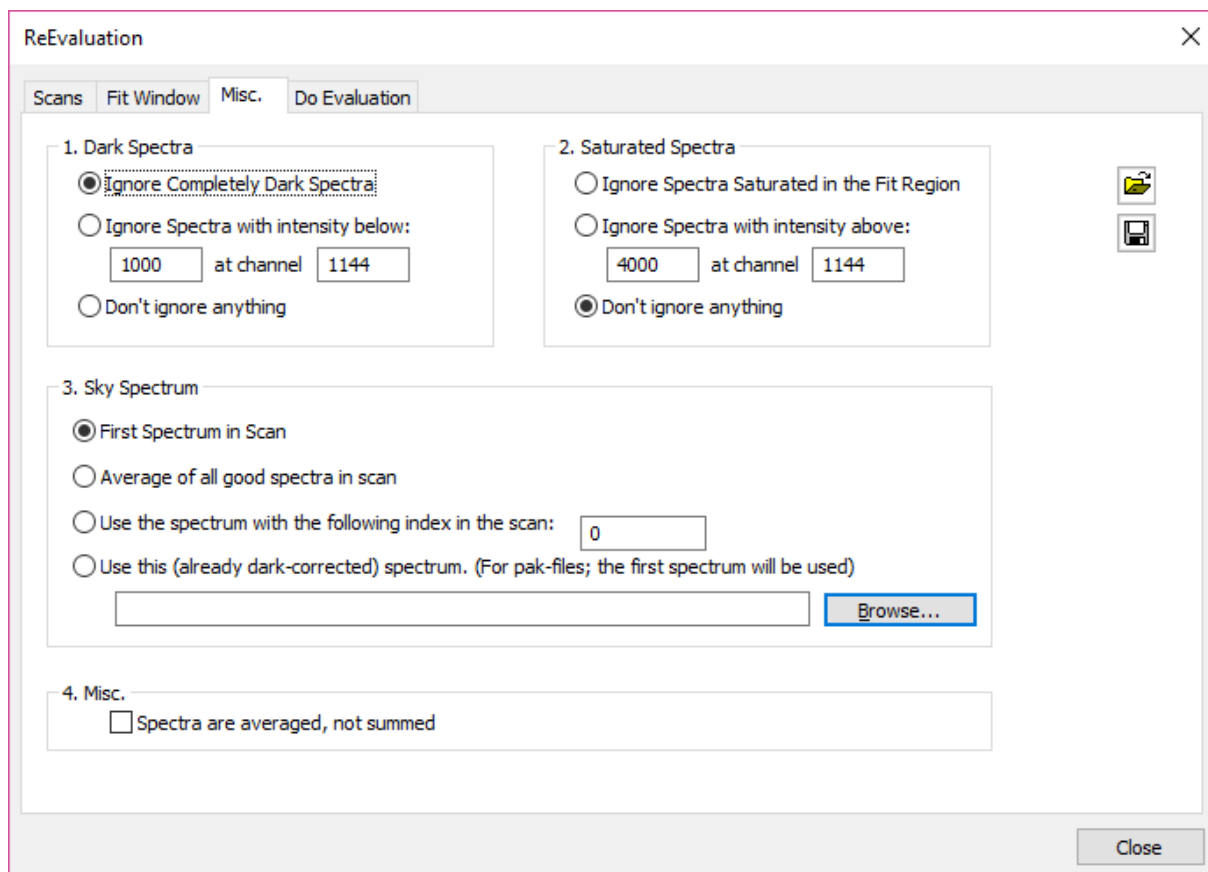 ReEvaluation
Scans Fit Window Misc. Do Evaluation
1. Dark Spectra
Ignore Completely Dark Spectra
Ignore Spectra with intensity below:
1000 at channel 1144
Don't ignore anything
2. Saturated Spectra
Ignore Spectra Saturated in the Fit Region
Ignore Spectra with intensity above:
4000 at channel 1144
Don't ignore anything
3. Sky Spectrum
First Spectrum in Scan
Average of all good spectra in scan
Use the spectrum with the following index in the scan: 0
Use this (already dark-corrected) spectrum. (For pak-files; the first spectrum will be used)
Browse...
4. Misc.
Spectra are averaged, not summed
Close